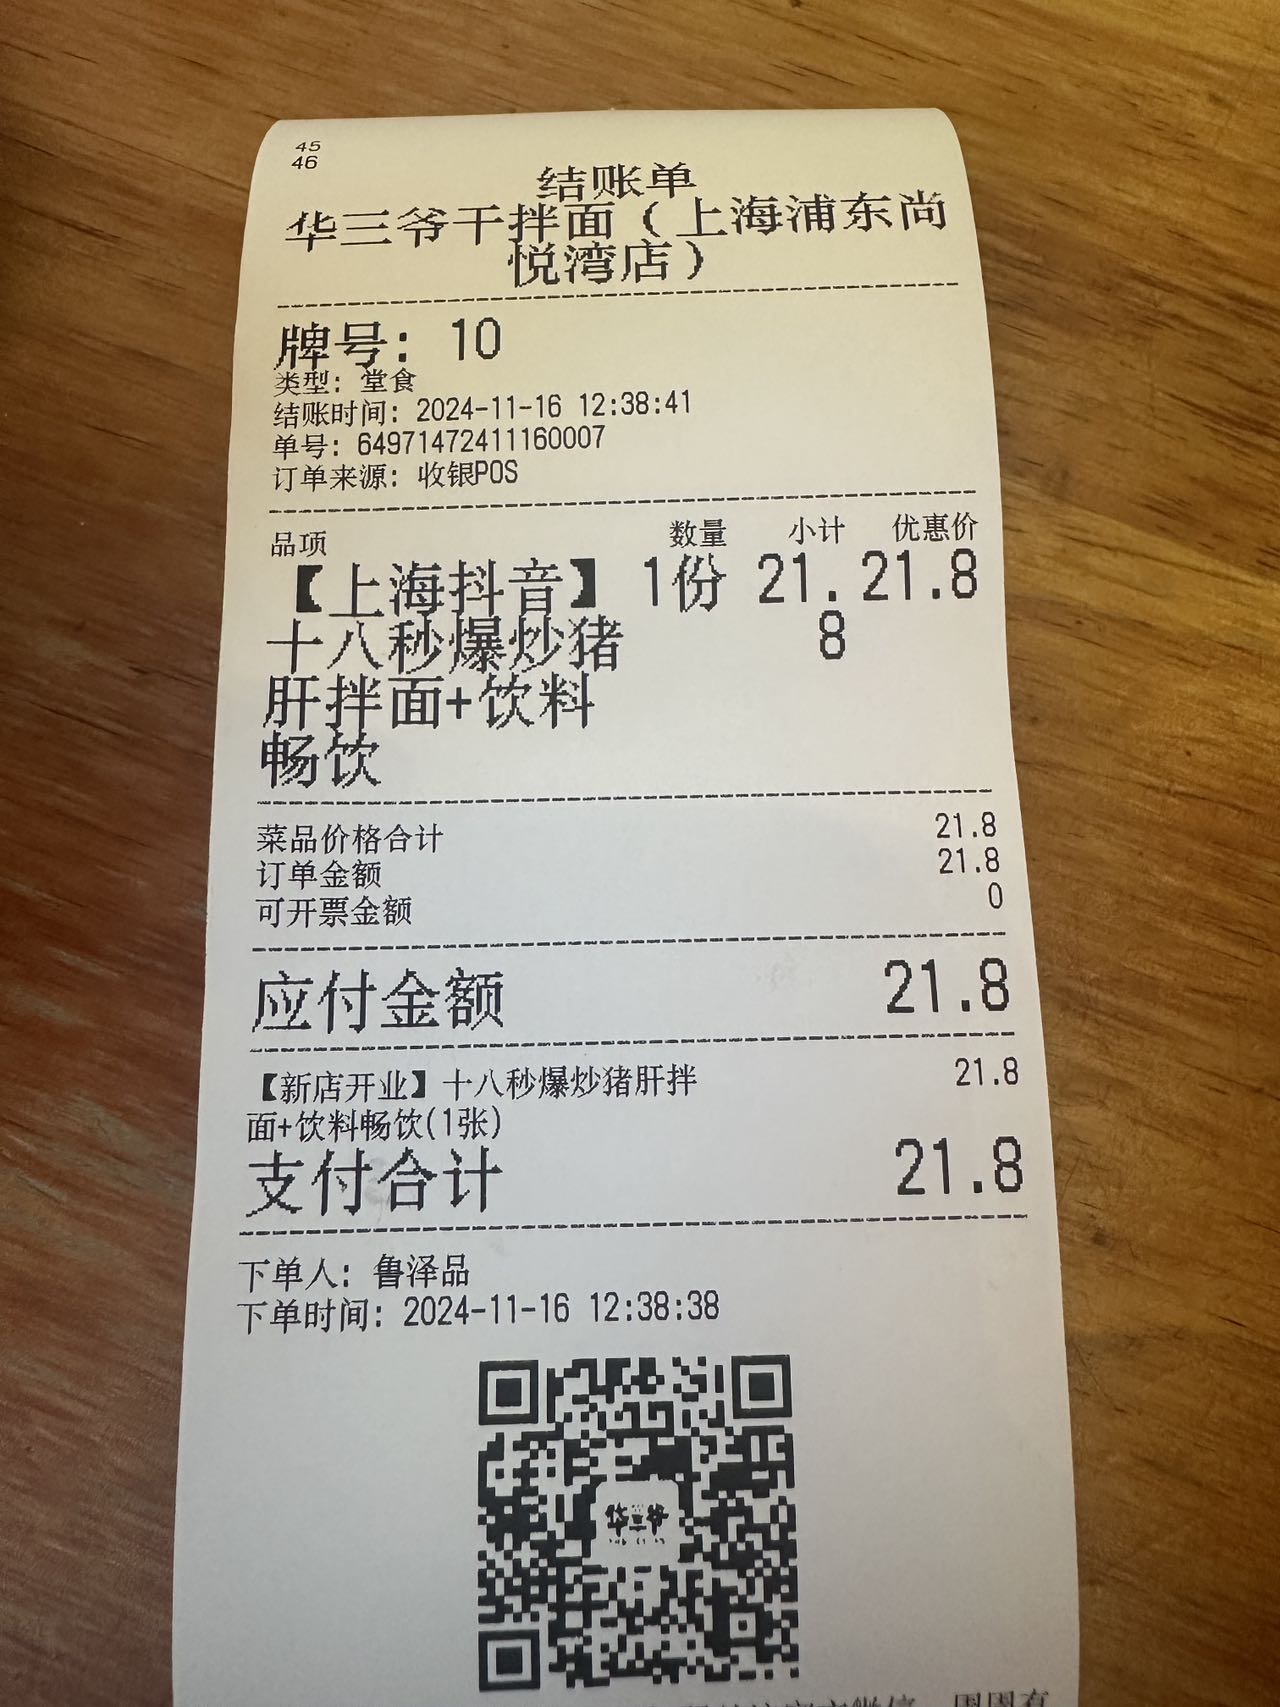 45
46
结账单
华三爷干拌面（上海浦东尚
悦湾店）
牌号：10
类型：堂食
结账时间：2024-11-16 12:38:41
单号：64971472411160007
订单来源：收银POS
品项 数量 小计 优惠价
【上海抖音】 1份 21. 21.8
十八秒爆炒猪 8
肝拌面+饮料
畅饮
菜品价格合计 21.8
订单金额 21.8
可开票金额 0
应付金额 21.8
【新店开业】十八秒爆炒猪肝拌 21.8
面+饮料畅饮(1张)
支付合计 21.8
下单人：鲁泽品
下单时间：2024-11-16 12:38:38
华三爷